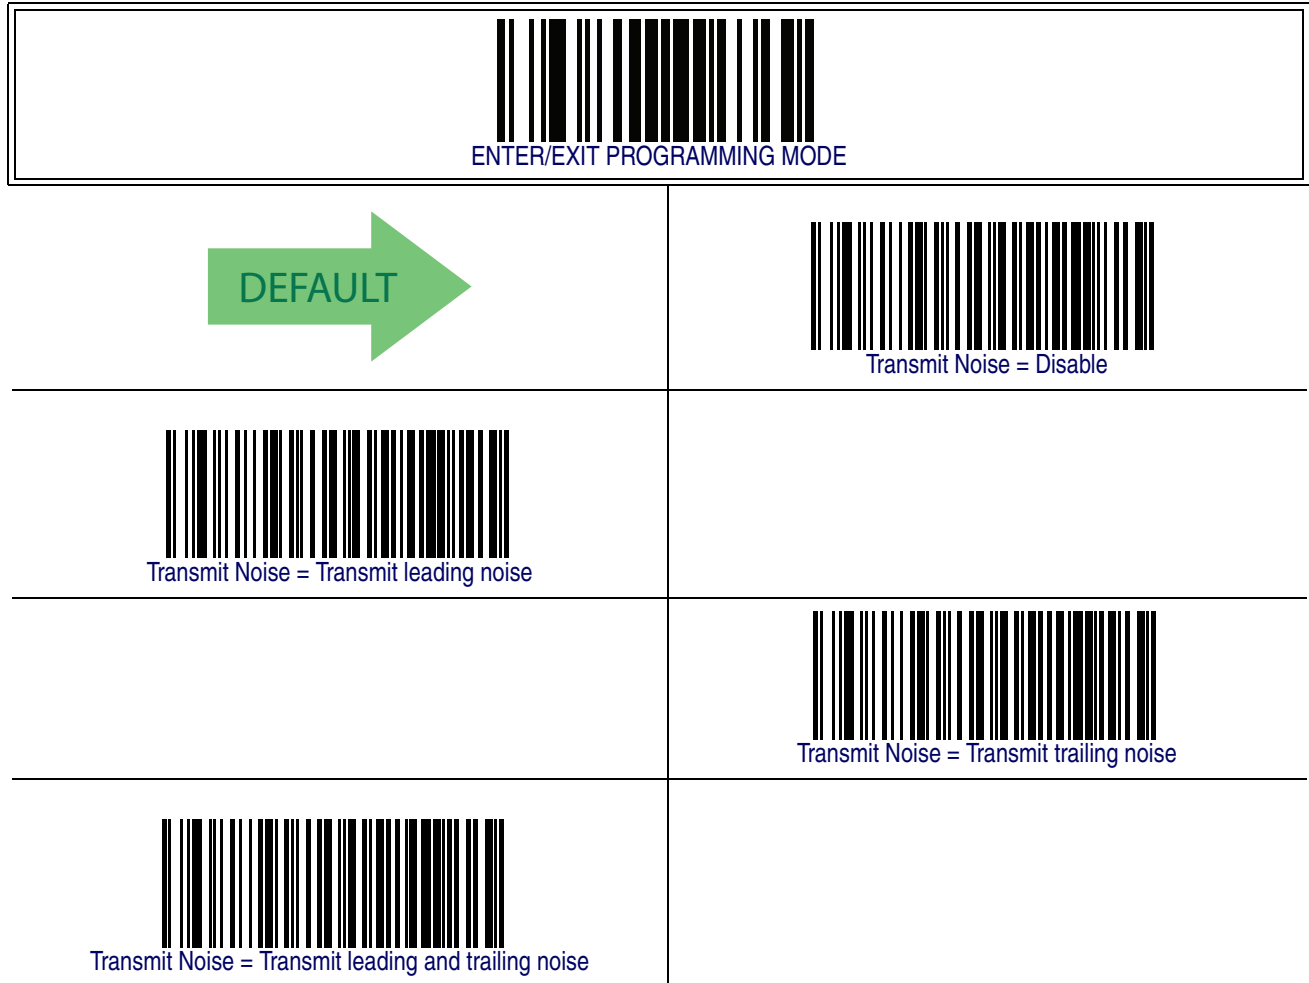 ENTER/EXIT PROGRAMMING MODE
DEFAULT
Transmit Noise = Disable
Transmit Noise = Transmit leading noise
Transmit Noise = Transmit trailing noise
Transmit Noise = Transmit leading and trailing noise